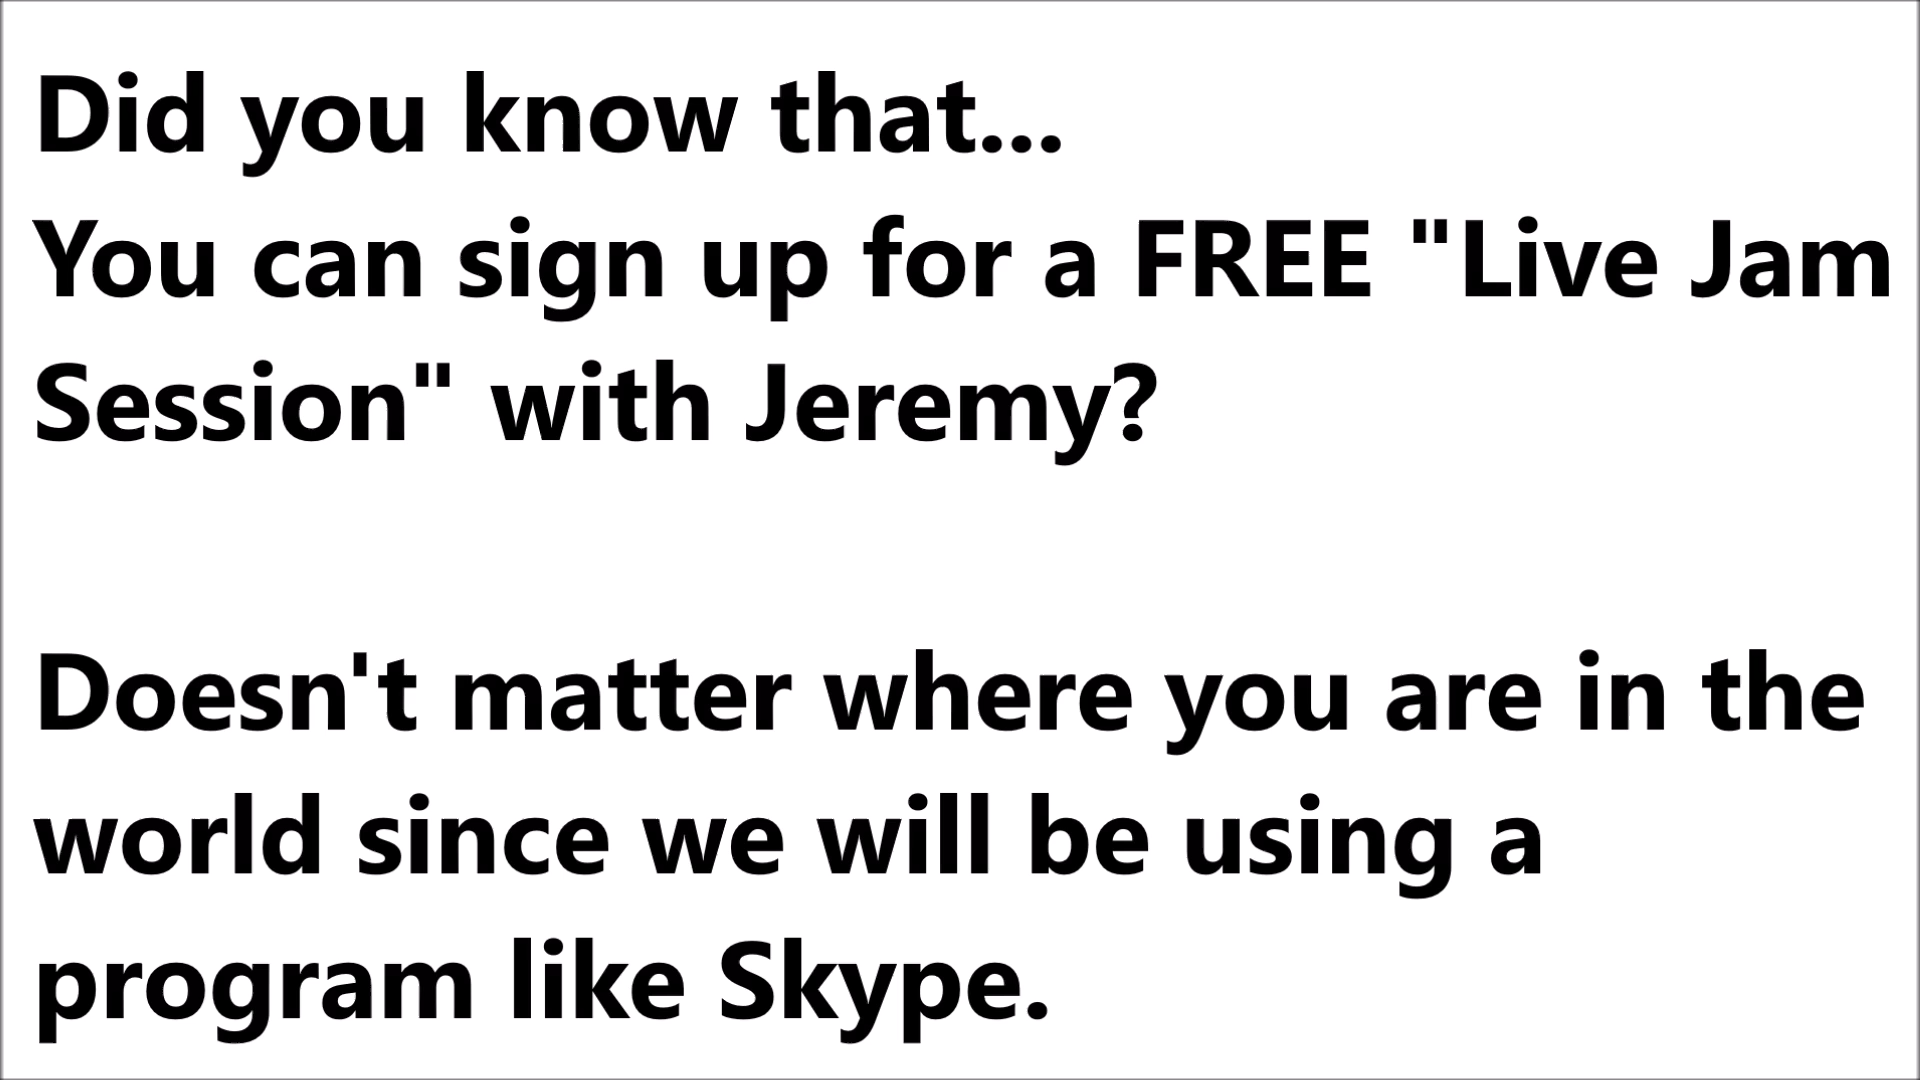 Did you know that...
You can sign up for a FREE "Live Jam
Session" with Jeremy?
Doesn't matter where you are in the
world since we will be using a
program like Skype.